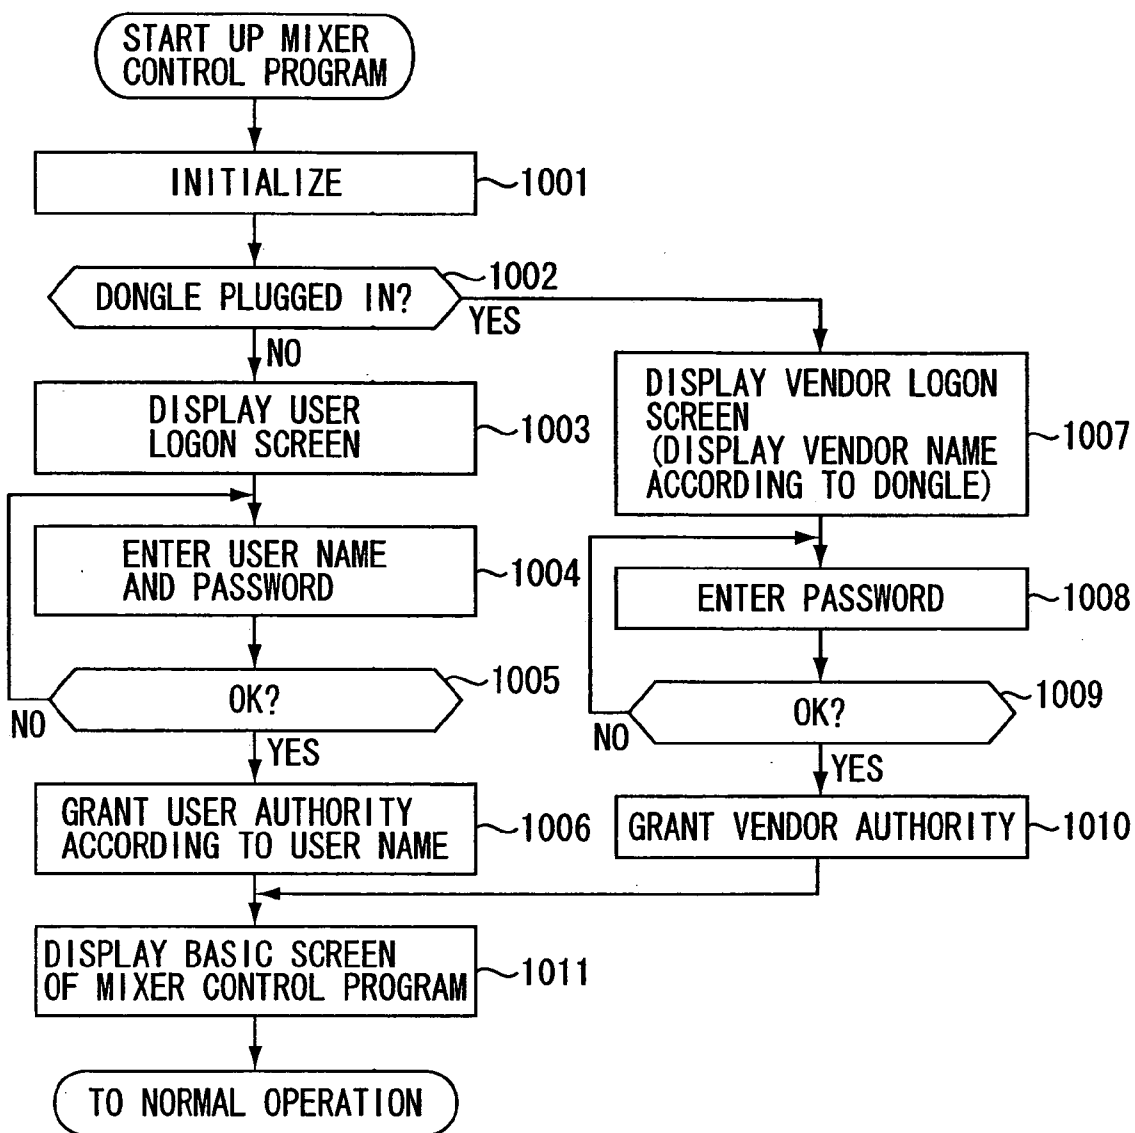 START UP MIXER
CONTROL PROGRAM
INITIALIZE
1001
DONGLE PLUGGED IN?
1002
YES
NO
DISPLAY USER
LOGON SCREEN
1003
DISPLAY VENDOR LOGON
SCREEN
(DISPLAY VENDOR NAME
ACCORDING TO DONGLE)
1007
ENTER USER NAME
AND PASSWORD
1004
ENTER PASSWORD
1008
OK?
1005
NO
YES
OK?
1009
NO
YES
GRANT USER AUTHORITY
ACCORDING TO USER NAME
1006
GRANT VENDOR AUTHORITY
1010
DISPLAY BASIC SCREEN
OF MIXER CONTROL PROGRAM
1011
TO NORMAL OPERATION